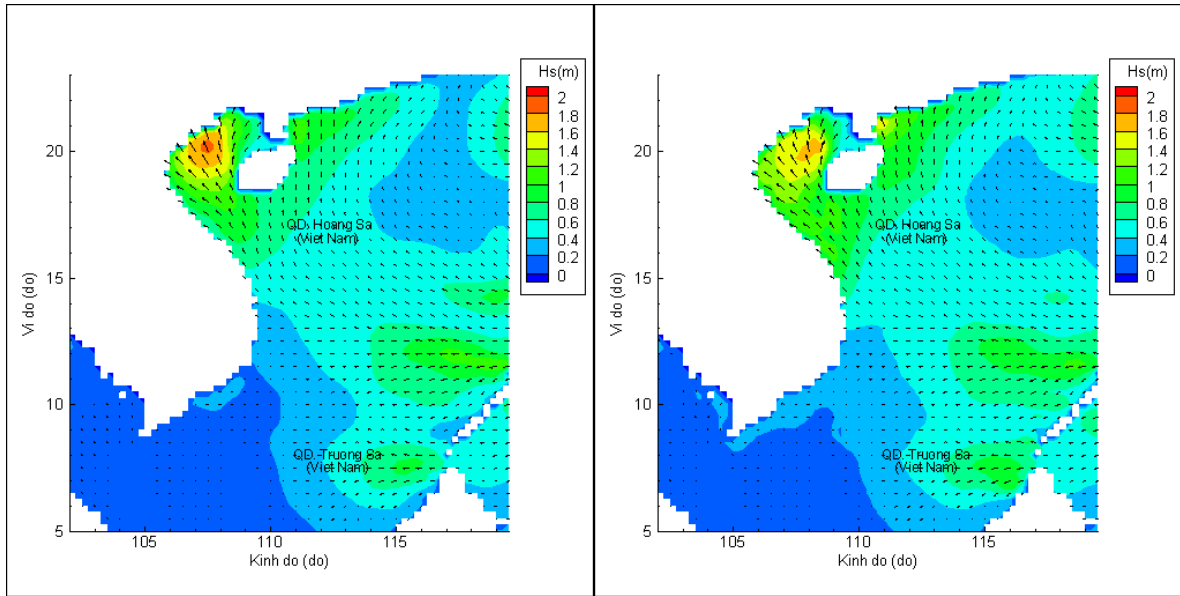 Hs(m)
2
1.8
1.6
1.4
1.2
1
0.8
0.6
0.4
0.2
0
20
15
10
5
Vi do (do)
QD. Hoang Sa
(Viet Nam)
QD. Truong Sa
(Viet Nam)
105
110
115
Kinh do (do)
Hs(m)
2
1.8
1.6
1.4
1.2
1
0.8
0.6
0.4
0.2
0
20
15
10
5
Vi do (do)
QD. Hoang Sa
(Viet Nam)
QD. Truong Sa
(Viet Nam)
105
110
115
Kinh do (do)